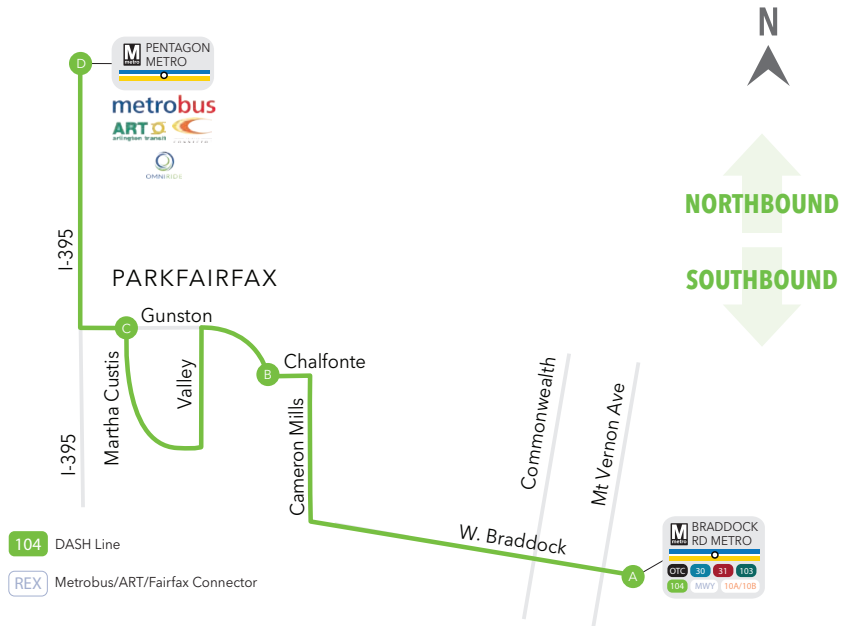 N
D
M
metro
PENTAGON
METRO
metrobus
ART
arlington transit
OMNIRIDE
NORTHBOUND
SOUTHBOUND
I-395
PARKFAIRFAX
C
Gunston
B
Chalfonte
Martha Custis
Valley
Cameron Mills
Commonwealth
Mt Vernon Ave
I-395
W. Braddock
A
M
metro
BRADDOCK
RD METRO
OTC 30 31 103
104 MWY 10A/10B
104 DASH Line
REX Metrobus/ART/Fairfax Connector